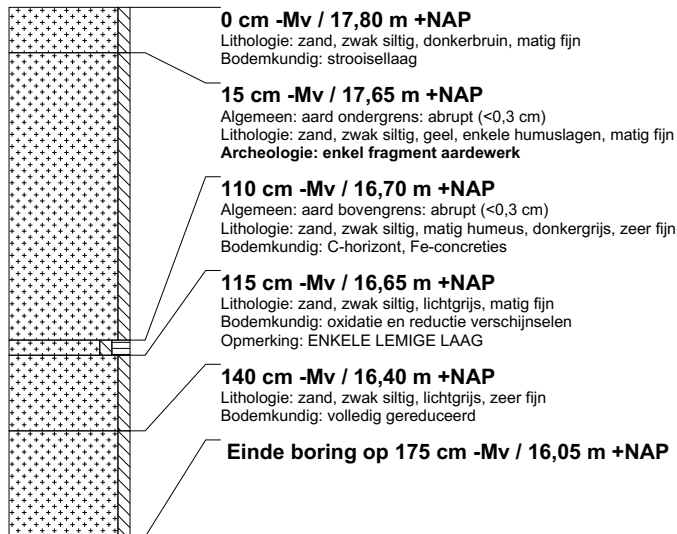 0 cm -Mv / 17,80 m +NAP
Lithologie: zand, zwak siltig, donkerbruin, matig fijn
Bodemkundig: strooisellaag
15 cm -Mv / 17,65 m +NAP
Algemeen: aard ondergrens: abrupt (<0,3 cm)
Lithologie: zand, zwak siltig, geel, enkele humuslagen, matig fijn
Archeologie: enkel fragment aardewerk
110 cm -Mv / 16,70 m +NAP
Algemeen: aard bovengrens: abrupt (<0,3 cm)
Lithologie: zand, zwak siltig, matig humeus, donkergrijs, zeer fijn
Bodemkundig: C-horizont, Fe-concreties
115 cm -Mv / 16,65 m +NAP
Lithologie: zand, zwak siltig, lichtgrijs, matig fijn
Bodemkundig: oxidatie en reductie verschijnselen
Opmerking: ENKELE LEMIGE LAAG
140 cm -Mv / 16,40 m +NAP
Lithologie: zand, zwak siltig, lichtgrijs, zeer fijn
Bodemkundig: volledig gereduceerd
Einde boring op 175 cm -Mv / 16,05 m +NAP